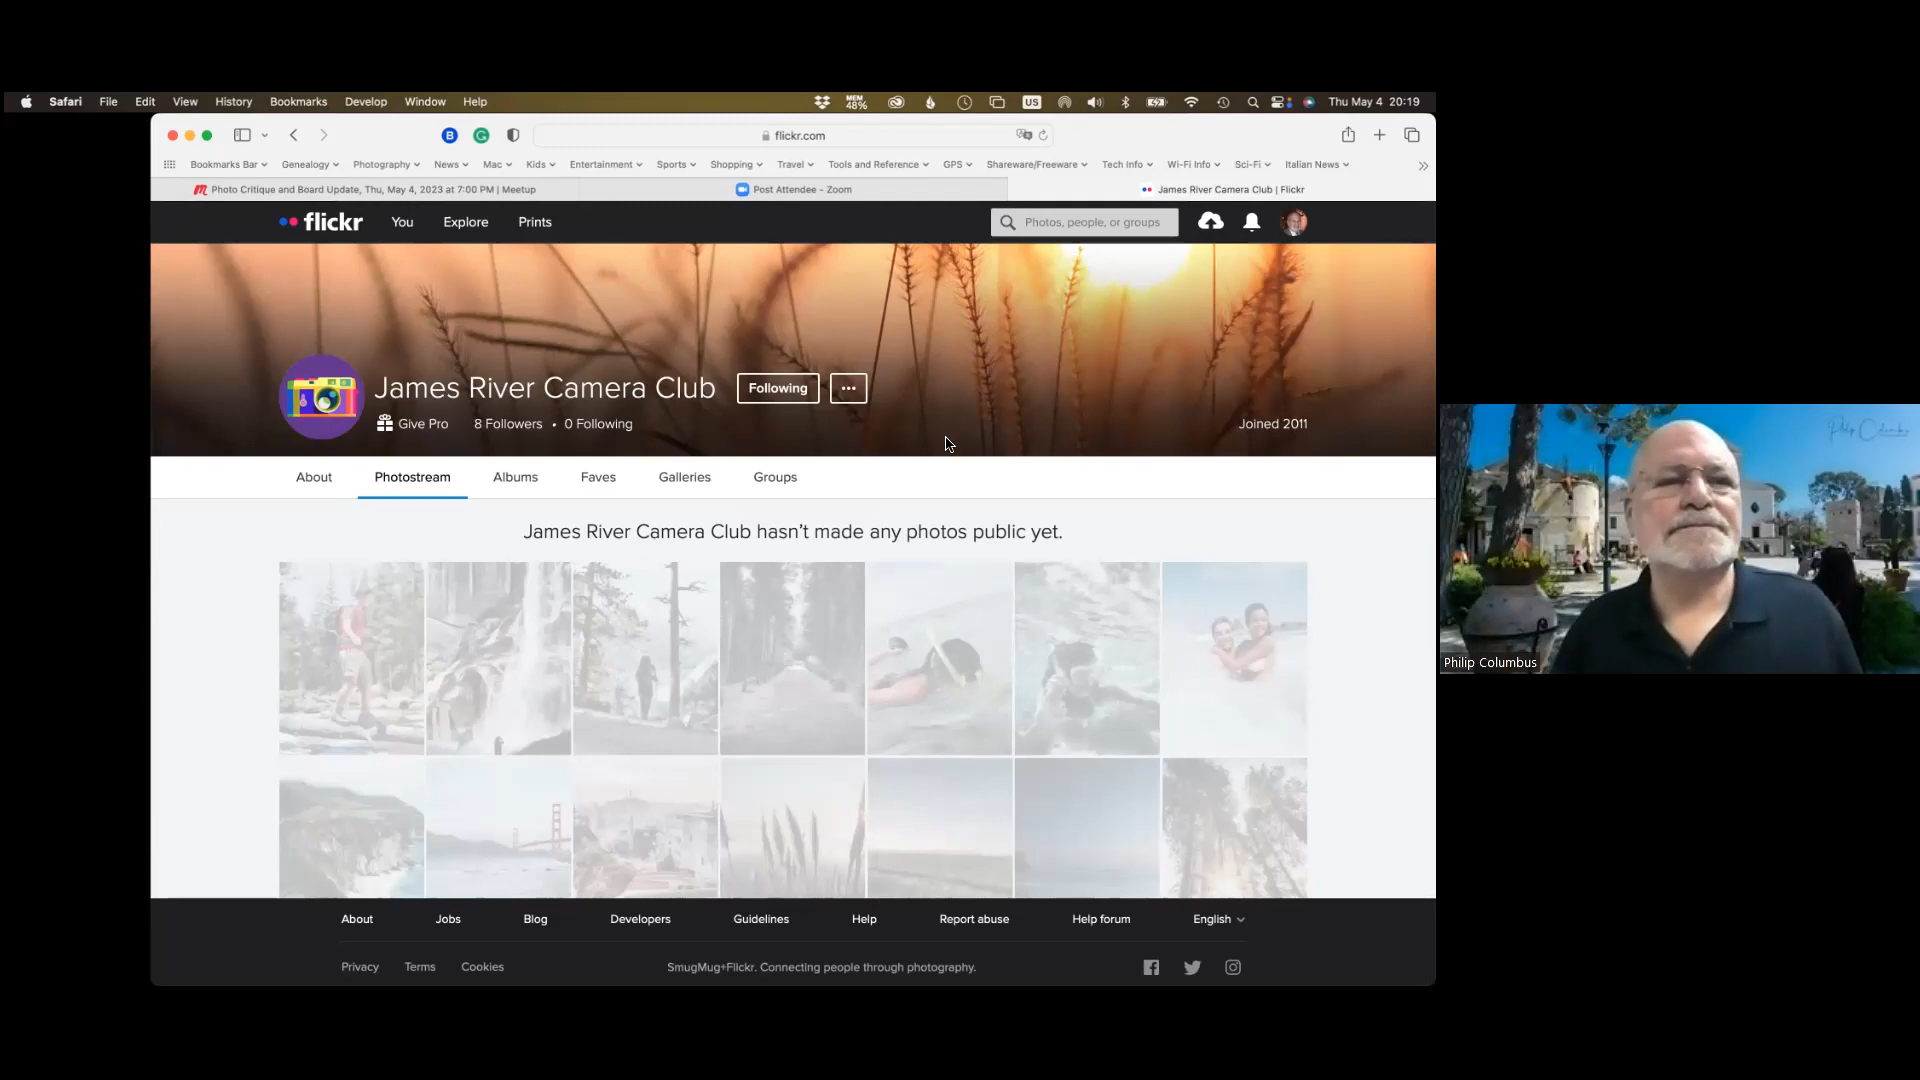 Safari File Edit View History Bookmarks Develop Window Help MEM 48% US Thu May 4 20:19
B G flickr.com
Bookmarks Bar Genealogy Photography News Mac Kids Entertainment Sports Shopping Travel Tools and Reference GPS Shareware/Freeware Tech Info Wi-Fi Info Sci-Fi Italian News
Photo Critique and Board Update, Thu, May 4, 2023 at 7:00 PM | Meetup Post Attendee - Zoom James River Camera Club | Flickr
flickr You Explore Prints Photos, people, or groups
James River Camera Club Following ...
Give Pro 8 Followers • 0 Following Joined 2011
About Photostream Albums Faves Galleries Groups
James River Camera Club hasn't made any photos public yet.
Philip Columbus
Philip Columbus
About Jobs Blog Developers Guidelines Help Report abuse Help forum English
Privacy Terms Cookies SmugMug+Flickr. Connecting people through photography.